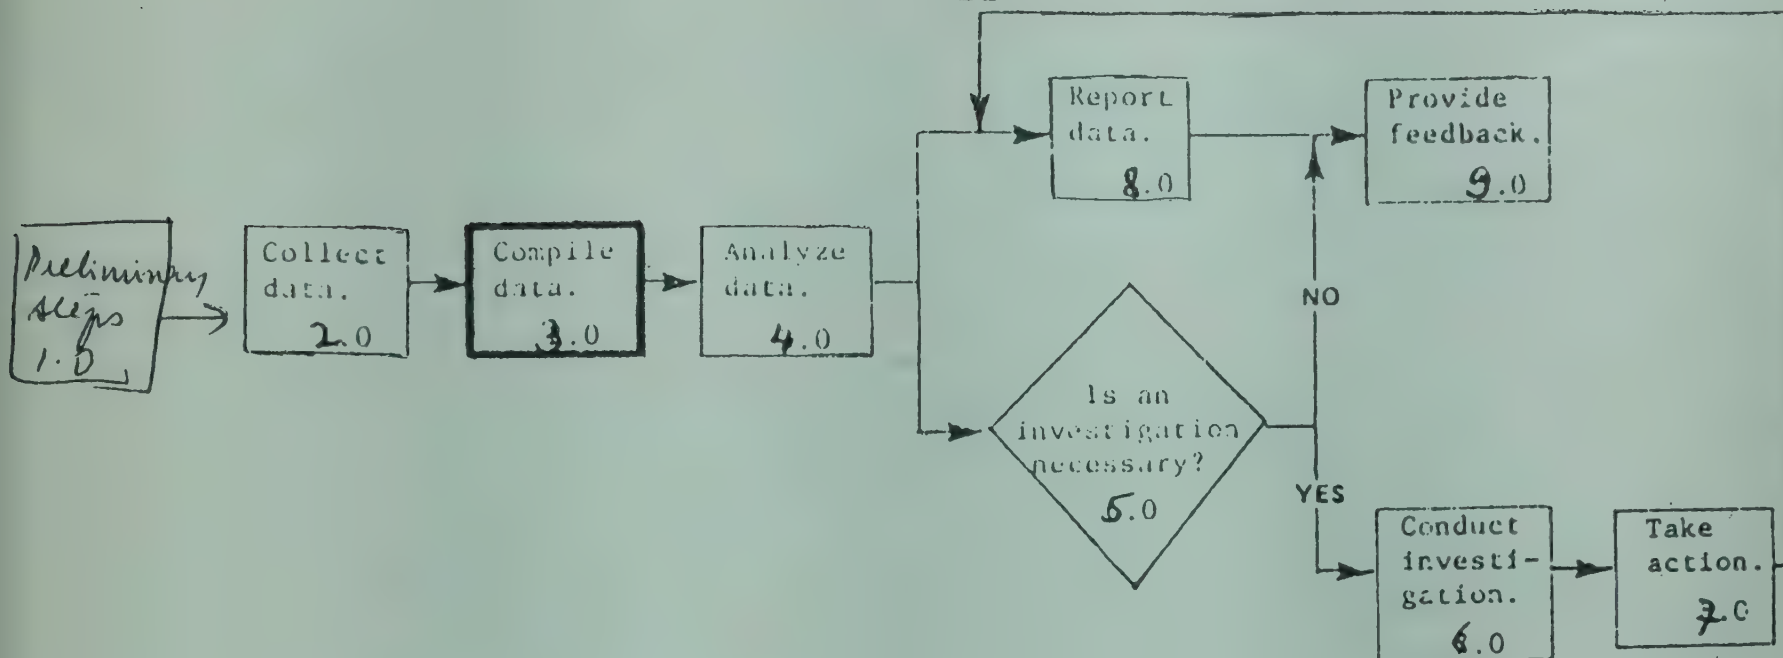 Preliminary
steps
1.0
Collect
data.
2.0
Compile
data.
3.0
Analyze
data.
4.0
Report
data.
8.0
Provide
feedback.
9.0
Is an
investigation
necessary?
5.0
NO
YES
Conduct
investi-
gation.
6.0
Take
action.
7.0